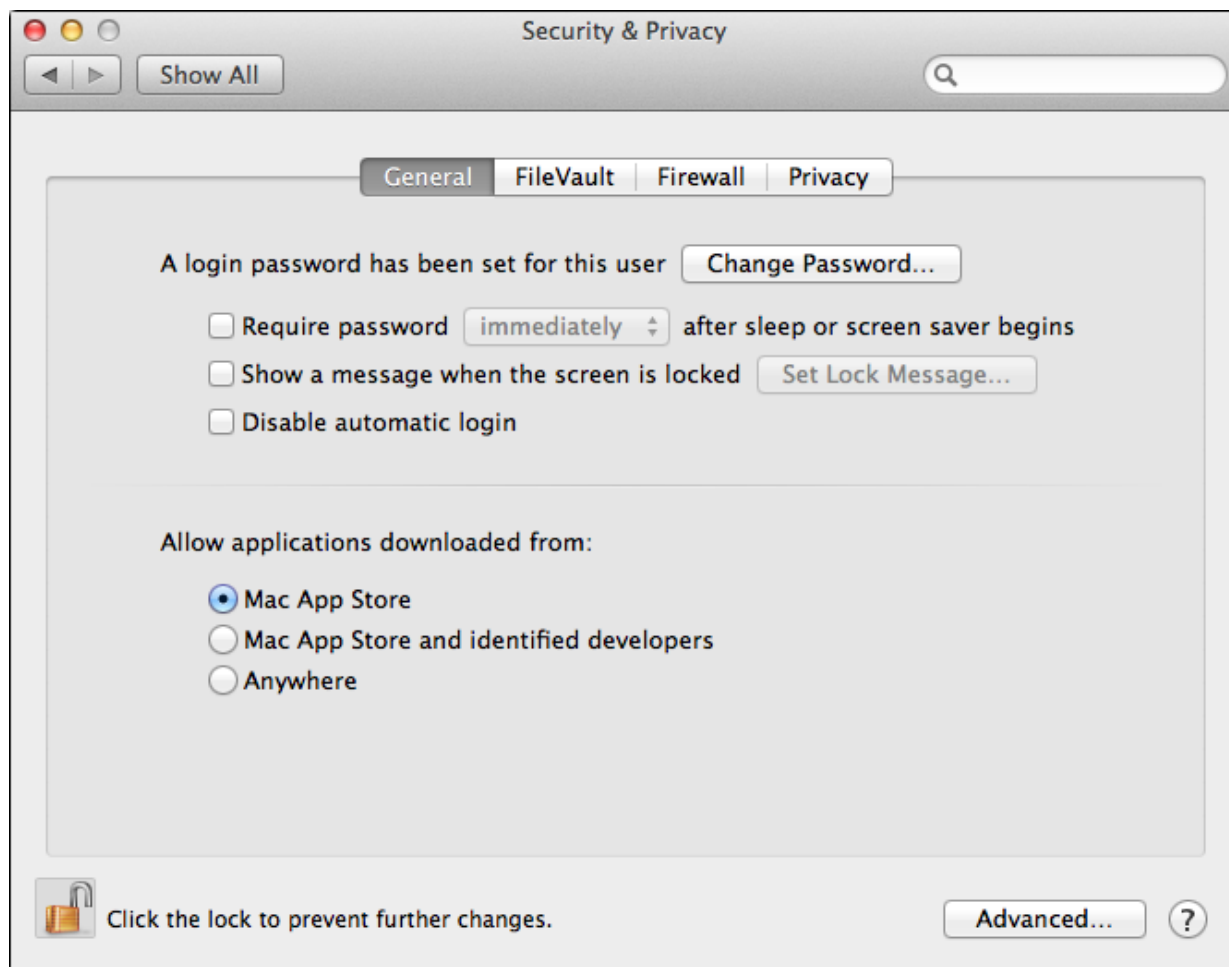 Security & Privacy
Show All
General FileVault Firewall Privacy
A login password has been set for this user Change Password...
Require password immediately after sleep or screen saver begins
Show a message when the screen is locked Set Lock Message...
Disable automatic login
Allow applications downloaded from:
Mac App Store
Mac App Store and identified developers
Anywhere
Click the lock to prevent further changes. Advanced... ?